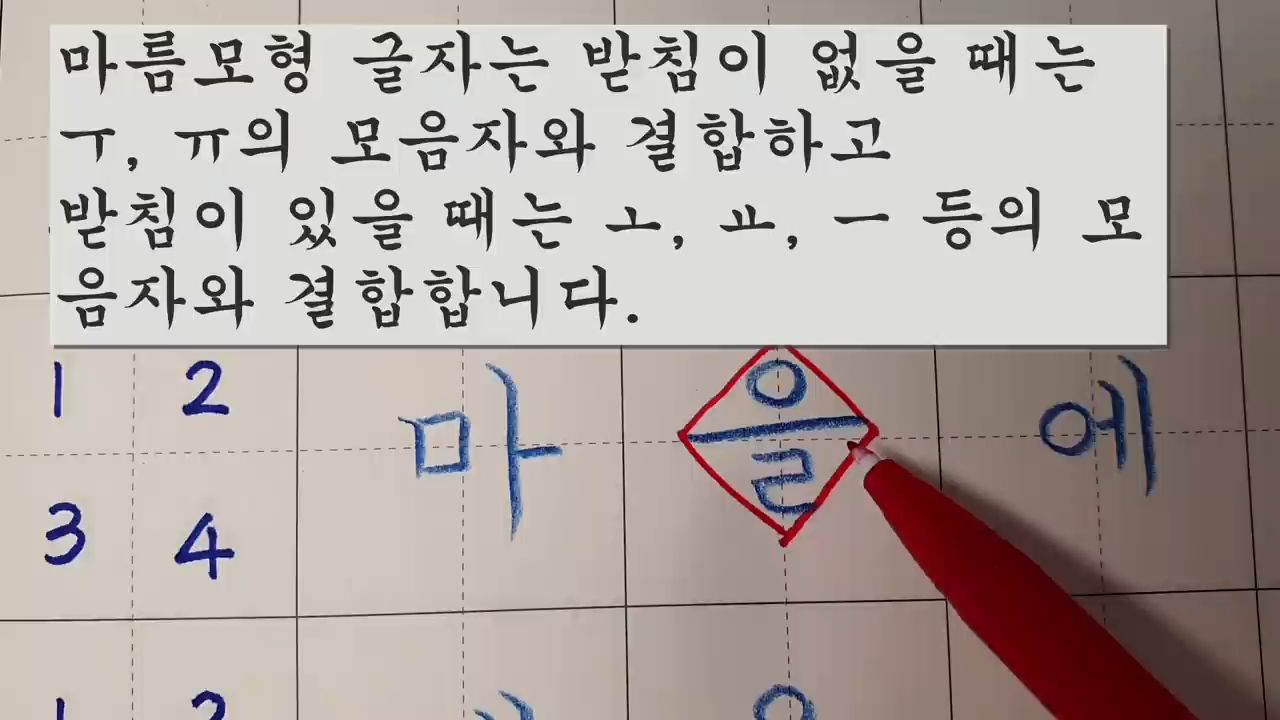 마름모형 글자는 받침이 없을 때는
ㅜ, ㅠ의 모음자와 결합하고
받침이 있을 때는 ㅗ, ㅛ, ㅡ 등의 모
음자와 결합합니다.
1 2 마 을 에
3 4
1 2